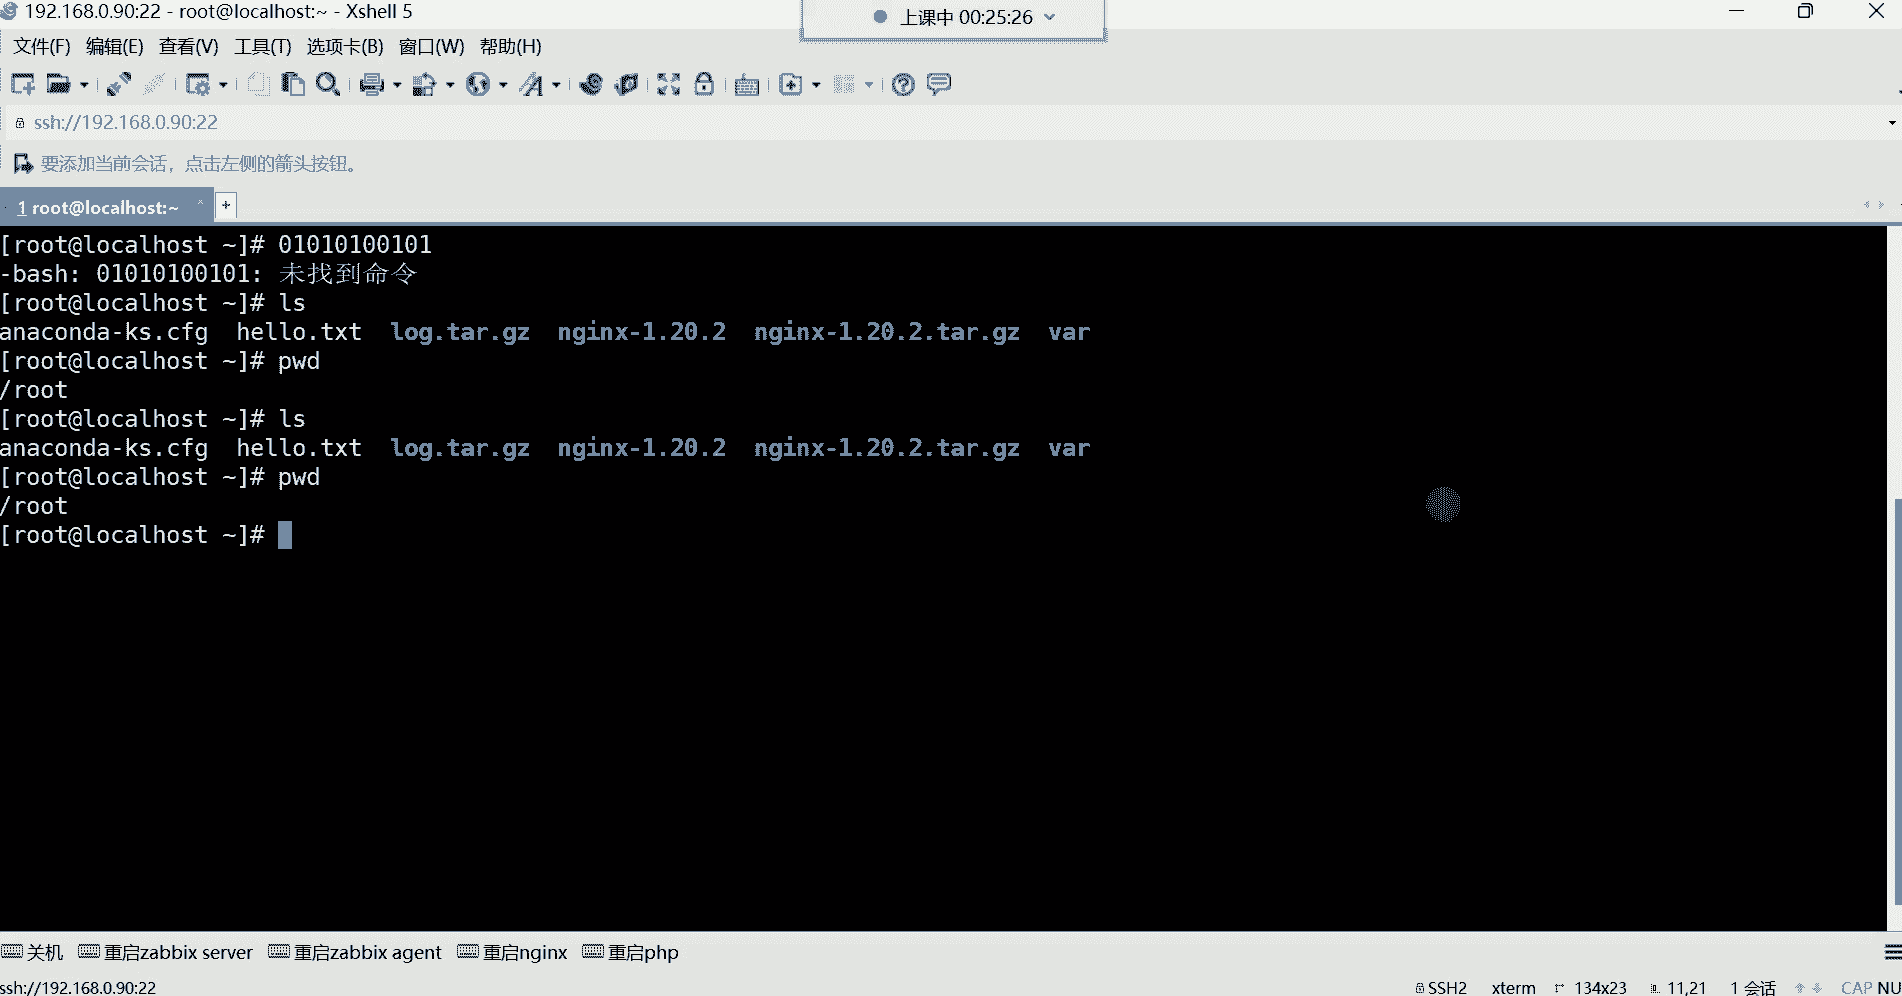 192.168.0.90:22 - root@localhost:~ - Xshell 5
上课中 00:25:26
文件(F) 编辑(E) 查看(V) 工具(T) 选项卡(B) 窗口(W) 帮助(H)
ssh://192.168.0.90:22
要添加当前会话，点击左侧的箭头按钮。
1 root@localhost:~
[root@localhost ~]# 01010100101
-bash: 01010100101: 未找到命令
[root@localhost ~]# ls
anaconda-ks.cfg  hello.txt  log.tar.gz  nginx-1.20.2  nginx-1.20.2.tar.gz  var
[root@localhost ~]# pwd
/root
[root@localhost ~]# ls
anaconda-ks.cfg  hello.txt  log.tar.gz  nginx-1.20.2  nginx-1.20.2.tar.gz  var
[root@localhost ~]# pwd
/root
[root@localhost ~]#
关机 重启zabbix server 重启zabbix agent 重启nginx 重启php
ssh://192.168.0.90:22 SSH2 xterm 134x23 11,21 1 会话 CAP NU